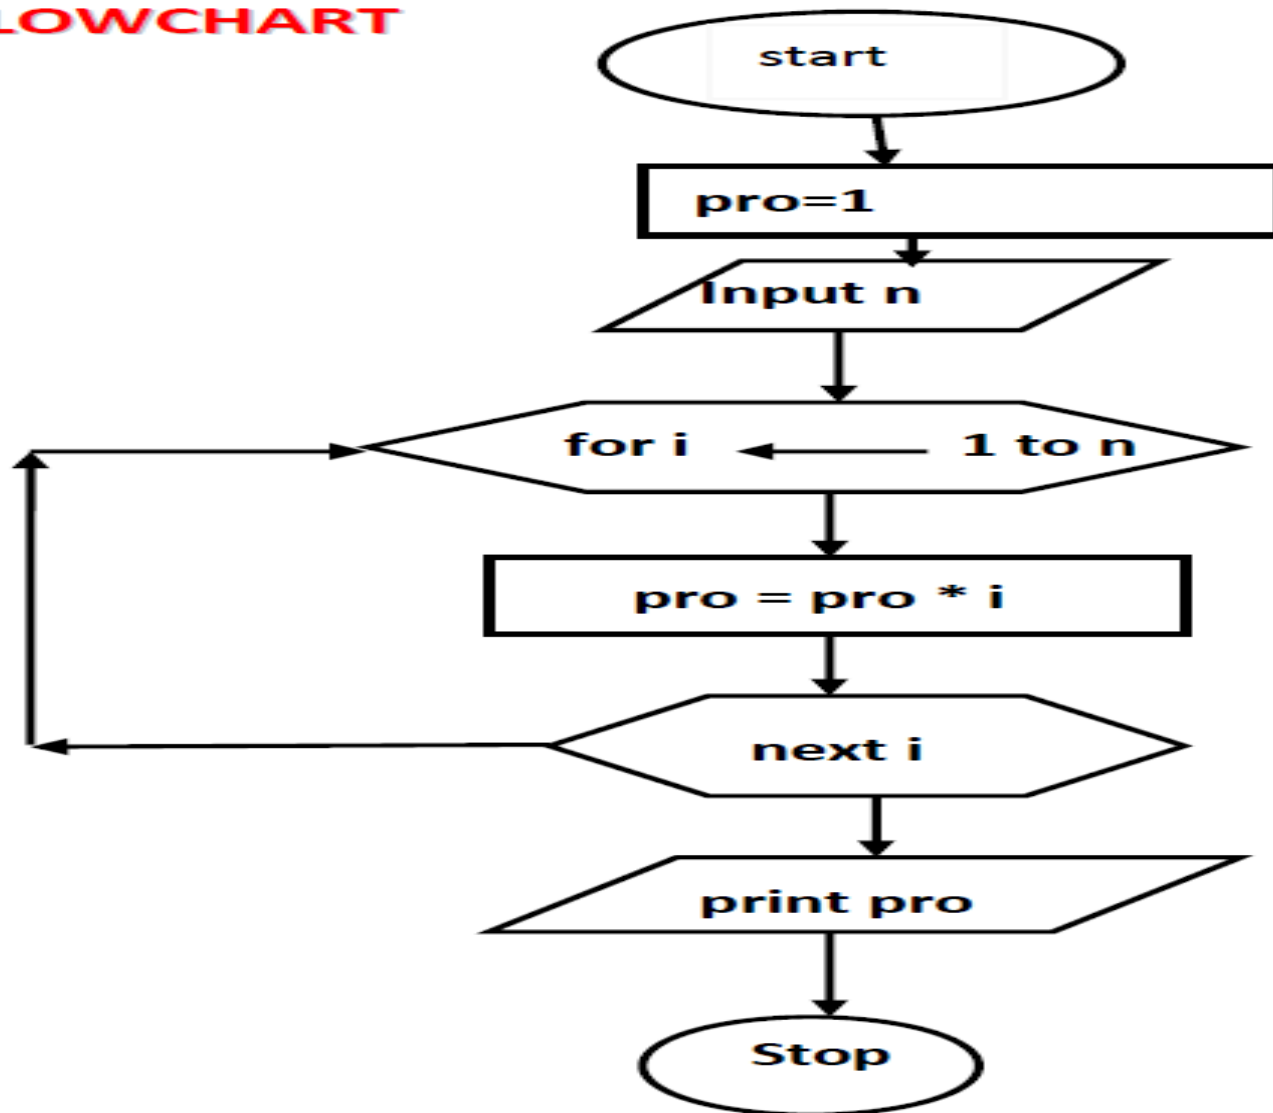 LOWCHART
start
pro=1
Input n
for i 1 to n
pro = pro * i
next i
print pro
Stop